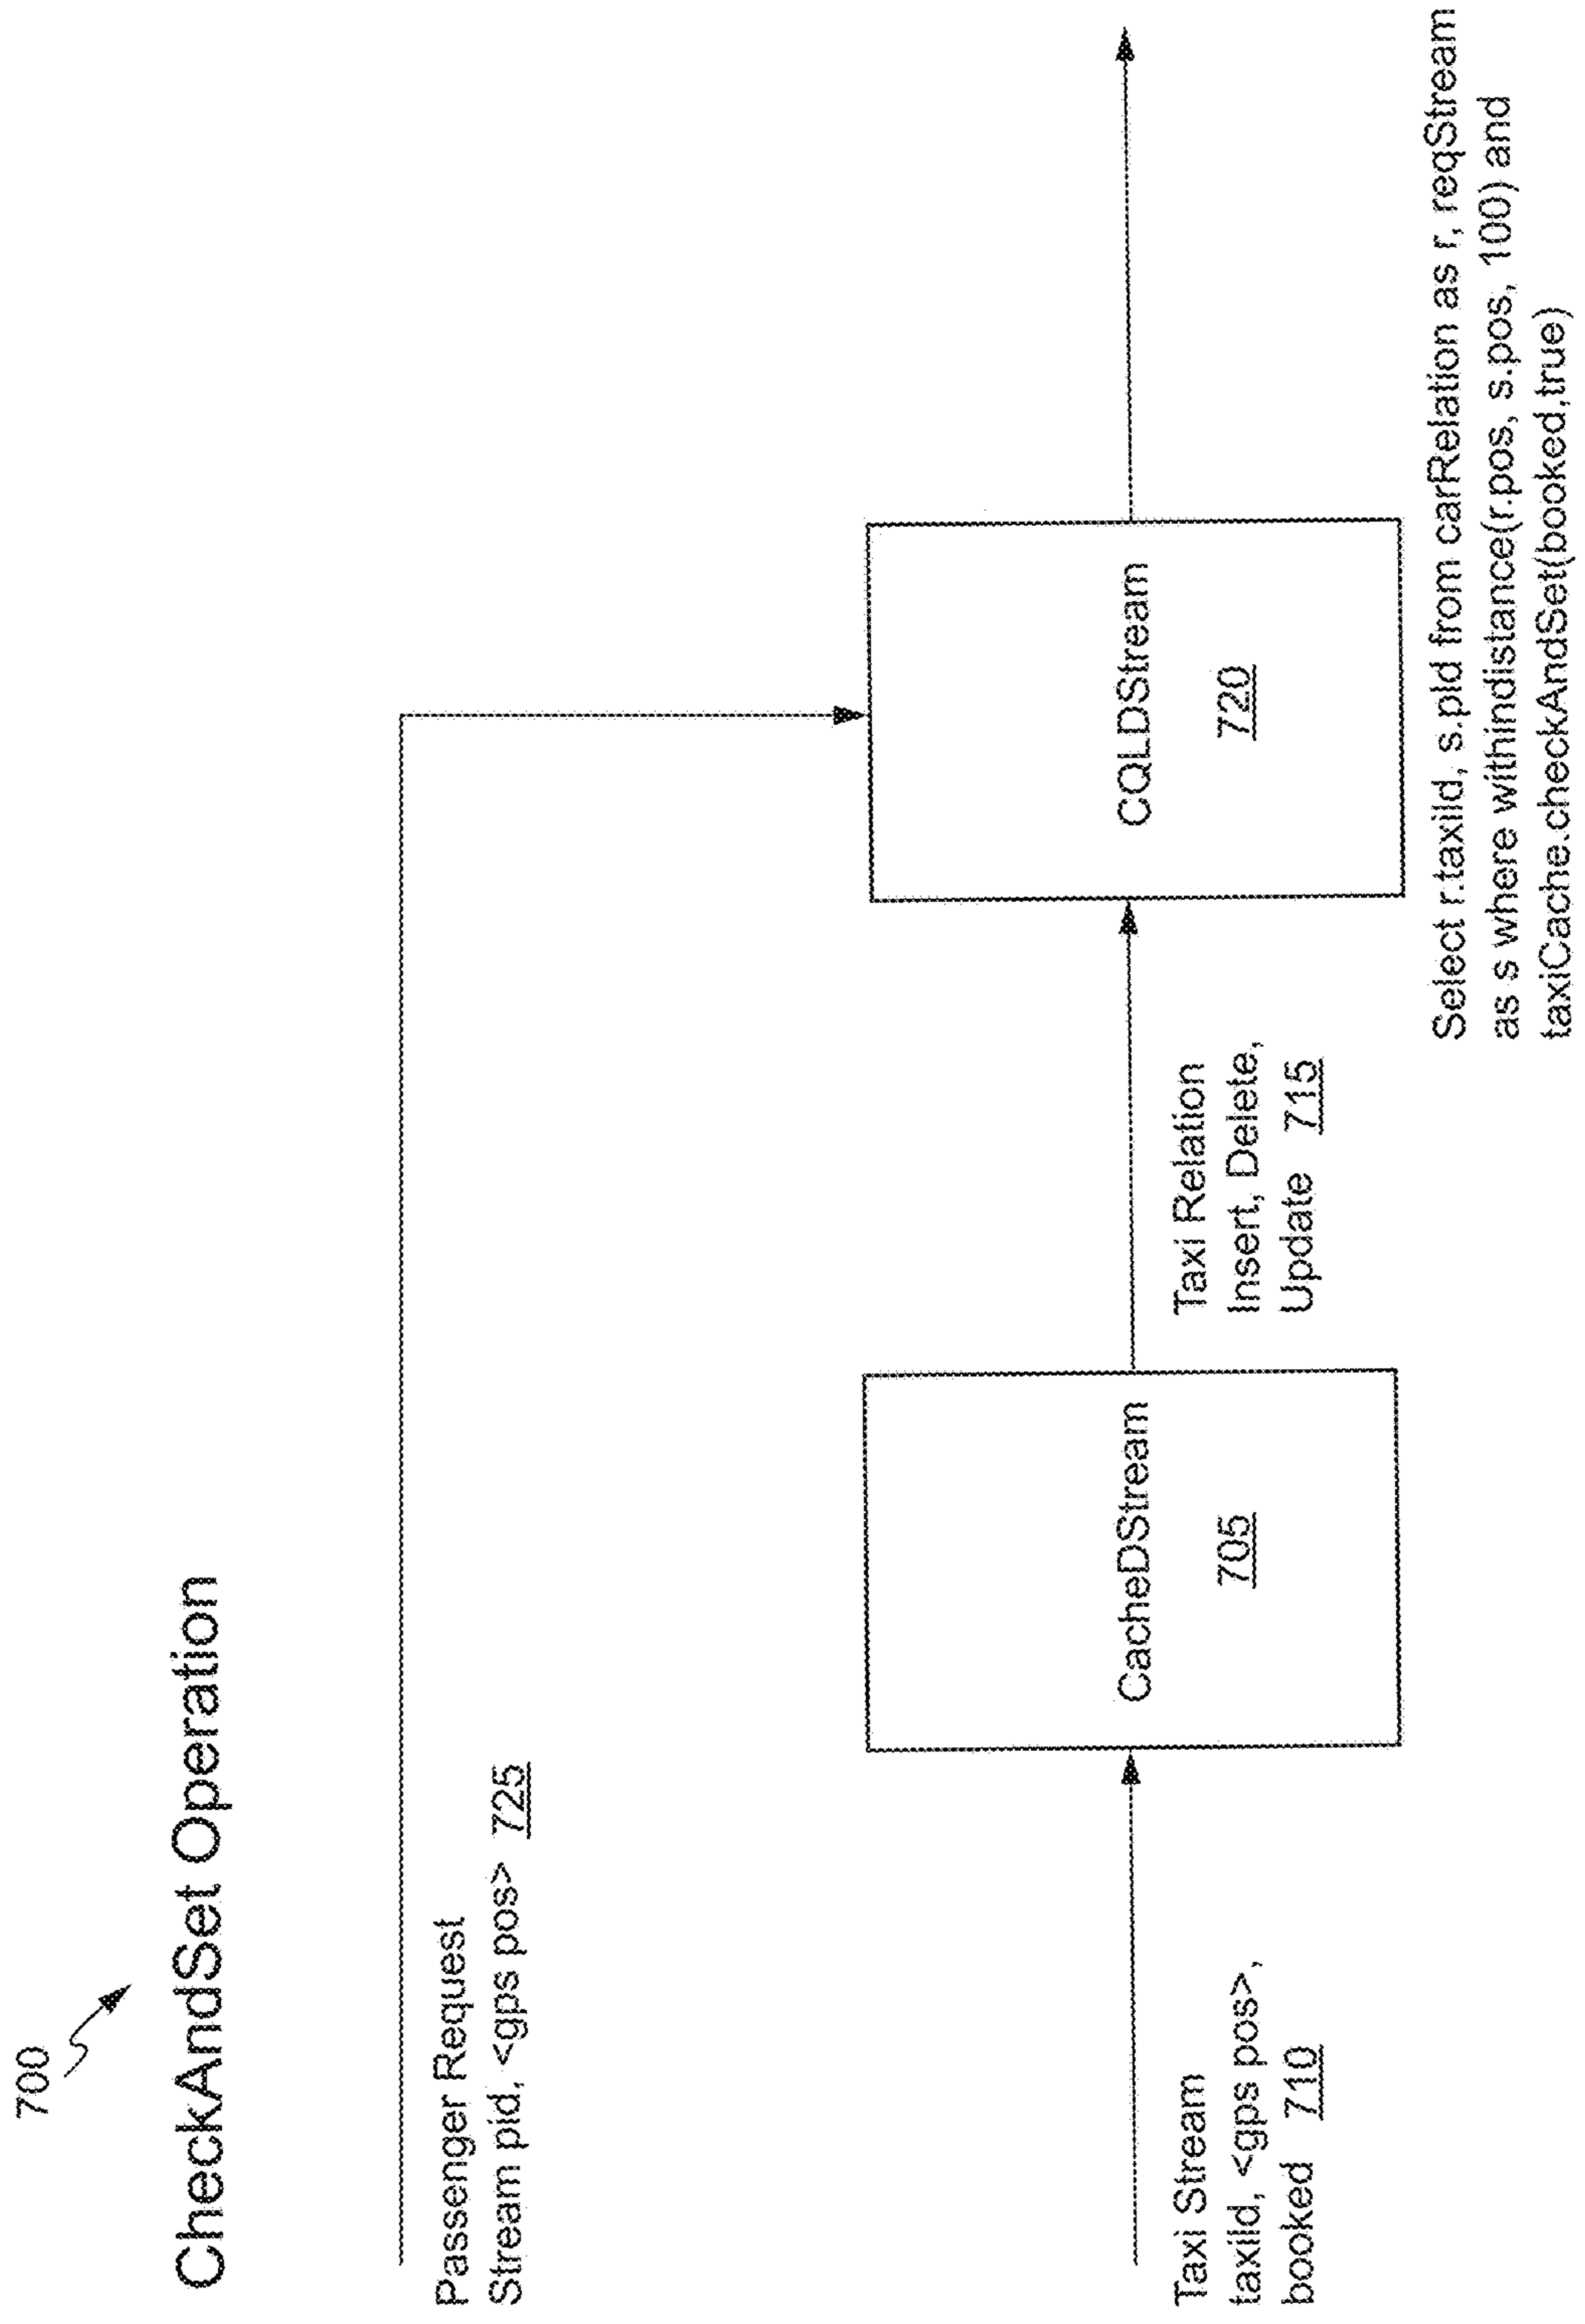 700
CheckAndSet Operation
Passenger Request
Stream pid, <gps pos> 725
Taxi Stream
taxiId, <gps pos>,
booked 710
CacheDStream
705
Taxi Relation
Insert, Delete,
Update 715
CQLDStream
720
Select r.taxiId, s.pId from carRelation as r, reqStream
as s where withindistance(r.pos, s.pos, 100) and
taxiCache.checkAndSet(booked,true)